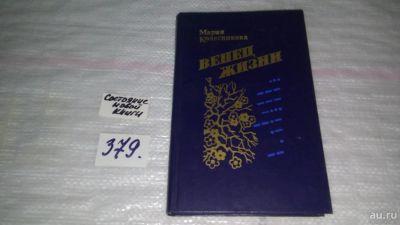 Мария
Колесникова
ВЕНЕЦ
ЖИЗНИ
Состояние
новой
книги
379.
au.ru